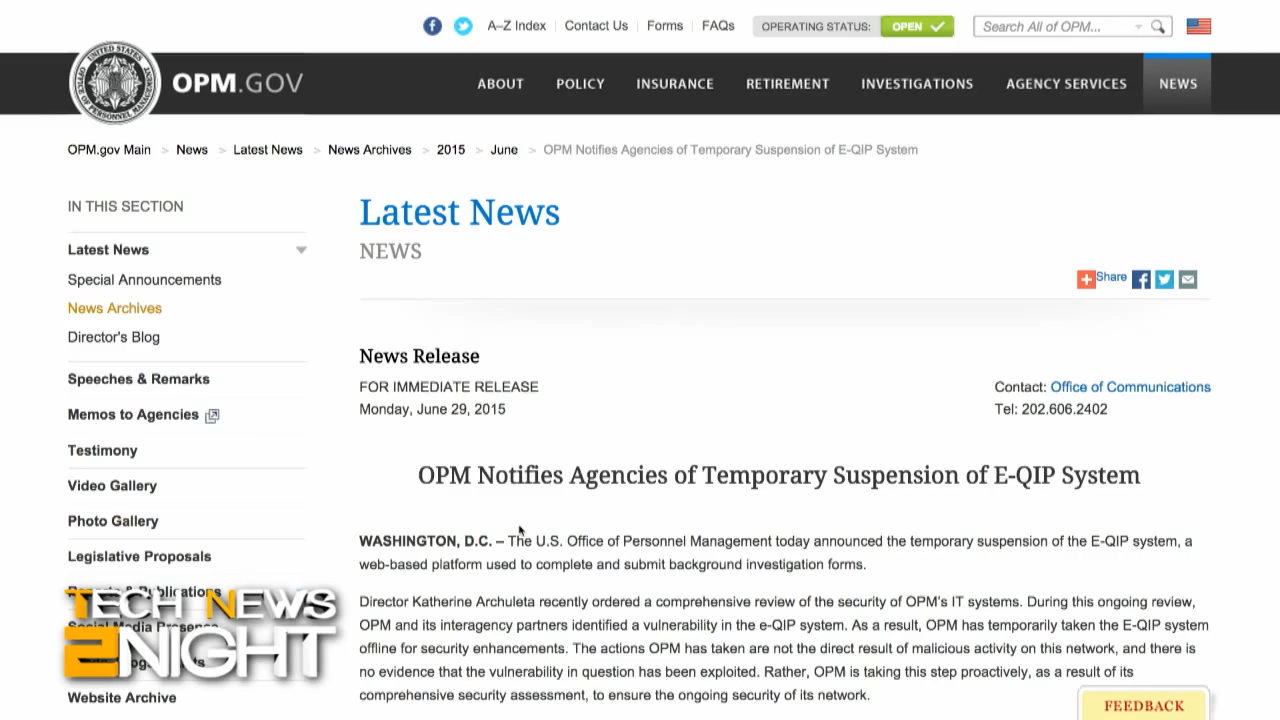 A–Z Index
Contact Us
Forms
FAQs
OPERATING STATUS:
OPEN
Search All of OPM...
UNITED STATES
OFFICE OF PERSONNEL MANAGEMENT
OPM.GOV
ABOUT
POLICY
INSURANCE
RETIREMENT
INVESTIGATIONS
AGENCY SERVICES
NEWS
OPM.gov Main > News > Latest News > News Archives > 2015 > June > OPM Notifies Agencies of Temporary Suspension of E-QIP System
IN THIS SECTION
Latest News
Special Announcements
News Archives
Director's Blog
Speeches & Remarks
Memos to Agencies
Testimony
Video Gallery
Photo Gallery
Legislative Proposals
Reports & Publications
Social Media Presence
Website Archive
TECH NEWS
2NIGHT
Latest News
NEWS
Share
News Release
FOR IMMEDIATE RELEASE
Monday, June 29, 2015
Contact: Office of Communications
Tel: 202.606.2402
OPM Notifies Agencies of Temporary Suspension of E-QIP System
WASHINGTON, D.C. – The U.S. Office of Personnel Management today announced the temporary suspension of the E-QIP system, a
web-based platform used to complete and submit background investigation forms.
Director Katherine Archuleta recently ordered a comprehensive review of the security of OPM's IT systems. During this ongoing review,
OPM and its interagency partners identified a vulnerability in the e-QIP system. As a result, OPM has temporarily taken the E-QIP system
offline for security enhancements. The actions OPM has taken are not the direct result of malicious activity on this network, and there is
no evidence that the vulnerability in question has been exploited. Rather, OPM is taking this step proactively, as a result of its
comprehensive security assessment, to ensure the ongoing security of its network.
FEEDBACK